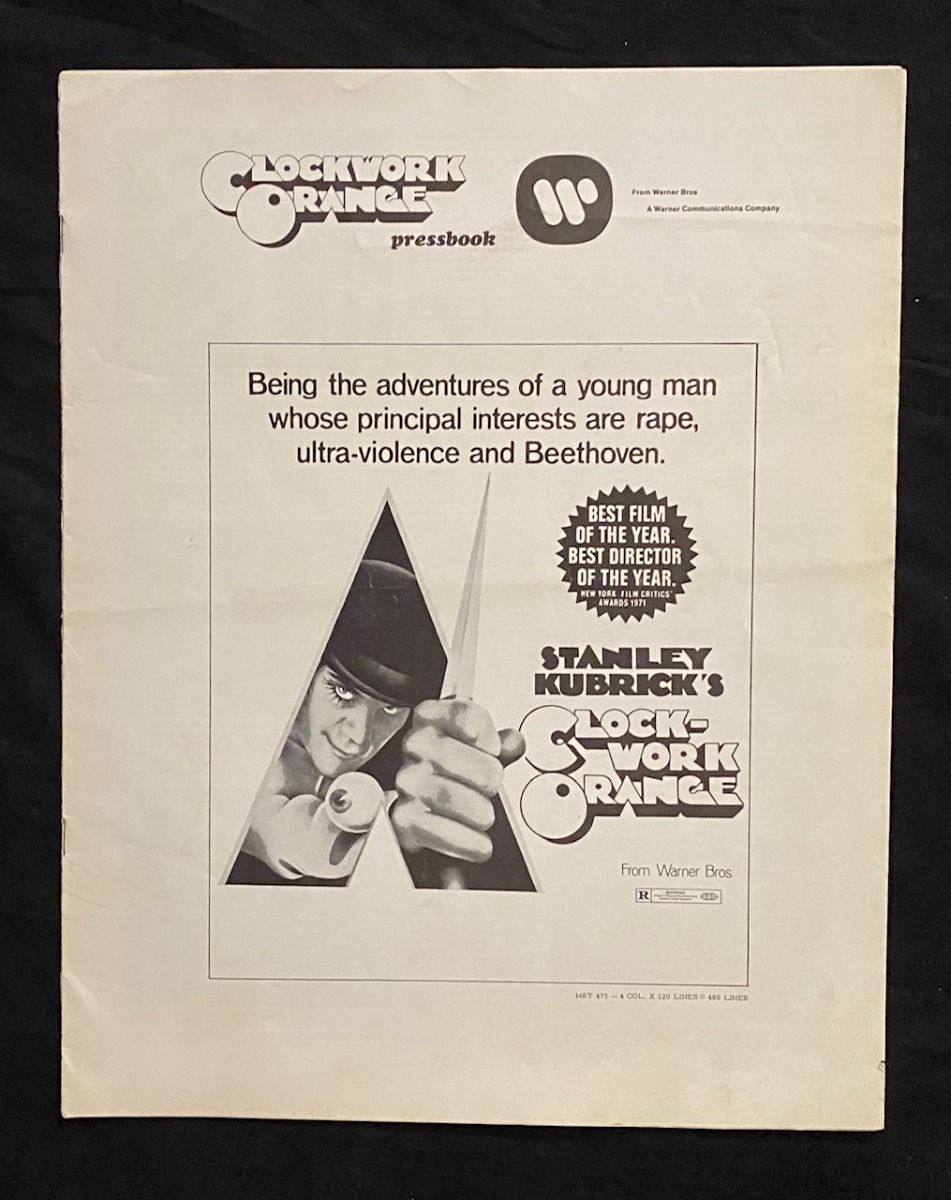 CLOCKWORK
ORANGE
pressbook
From Warner Bros
A Warner Communications Company
Being the adventures of a young man
whose principal interests are rape,
ultra-violence and Beethoven.
BEST FILM
OF THE YEAR.
BEST DIRECTOR
OF THE YEAR.
NEW YORK FILM CRITICS'
AWARDS 1971
STANLEY
KUBRICK'S
CLOCK-
WORK
ORANGE
From Warner Bros.
R
MAT 475 — 4 COL. X 120 LINES = 480 LINES